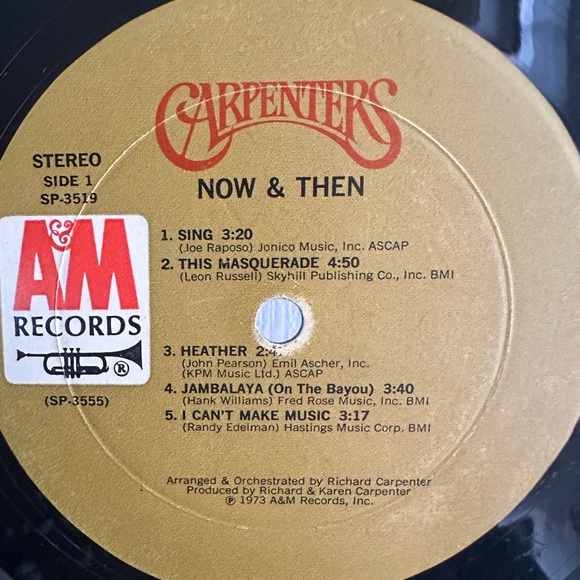 CARPENTERS
NOW & THEN
STEREO
SIDE 1
SP-3519
A&M
RECORDS
®
(SP-3555)
1. SING 3:20
(Joe Raposo) Jonico Music, Inc. ASCAP
2. THIS MASQUERADE 4:50
(Leon Russell) Skyhill Publishing Co., Inc. BMI
3. HEATHER
(John Pearson) Emil Ascher, Inc.
(KPM Music Ltd.) ASCAP
4. JAMBALAYA (On The Bayou) 3:40
(Hank Williams) Fred Rose Music, Inc. BMI
5. I CAN'T MAKE MUSIC 3:17
(Randy Edelman) Hastings Music Corp. BMI
Arranged & Orchestrated by Richard Carpenter
Produced by Richard & Karen Carpenter
℗ 1973 A&M Records, Inc.